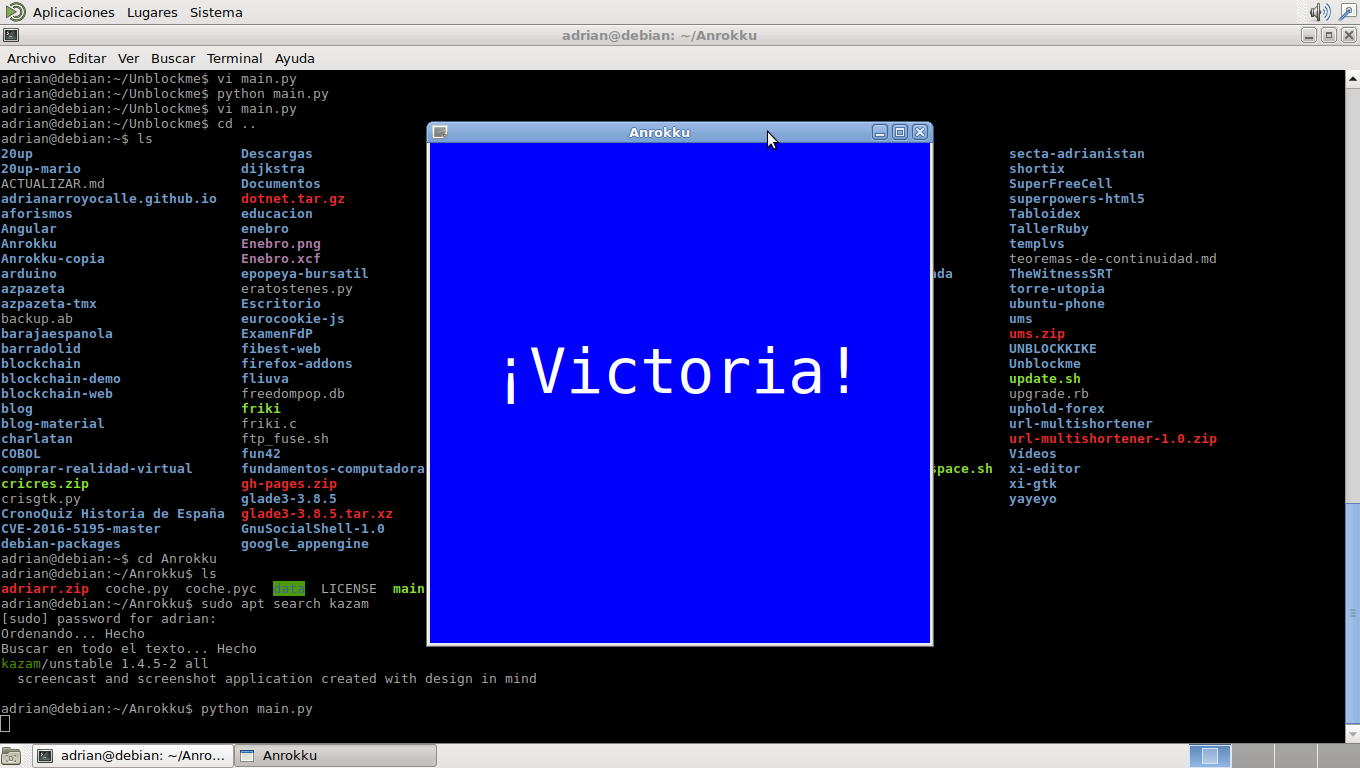 Aplicaciones Lugares Sistema
adrian@debian: ~/Anrokku
Archivo Editar Ver Buscar Terminal Ayuda
adrian@debian:~/Unblockme$ vi main.py
adrian@debian:~/Unblockme$ python main.py
adrian@debian:~/Unblockme$ vi main.py
adrian@debian:~/Unblockme$ cd ..
adrian@debian:~$ ls
20up Descargas secta-adrianistan
20up-mario dijkstra shortix
ACTUALIZAR.md Documentos SuperFreeCell
adrianarroyocalle.github.io dotnet.tar.gz superpowers-html5
aforismos educacion Tabloidex
Angular enebro TallerRuby
Anrokku Enebro.png templvs
Anrokku-copia Enebro.xcf teoremas-de-continuidad.md
arduino epopeya-bursatil nda TheWitnessSRT
azpazeta eratostenes.py torre-utopia
azpazeta-tmx Escritorio ubuntu-phone
backup.ab eurocookie-js ums
barajaespanola ExamenFdP ums.zip
barradolid fibest-web UNBLOCKKIKE
blockchain firefox-addons Unblockme
blockchain-demo fliuva update.sh
blockchain-web freedompop.db upgrade.rb
blog friki uphold-forex
blog-material friki.c url-multishortener
charlatan ftp_fuse.sh url-multishortener-1.0.zip
COBOL fun42 Vídeos
comprar-realidad-virtual fundamentos-computadora space.sh xi-editor
cricres.zip gh-pages.zip xi-gtk
crisgtk.py glade3-3.8.5 yayeyo
CronoQuiz Historia de España glade3-3.8.5.tar.xz
CVE-2016-5195-master GnuSocialShell-1.0
debian-packages google_appengine
adrian@debian:~$ cd Anrokku
adrian@debian:~/Anrokku$ ls
adriarr.zip coche.py coche.pyc data LICENSE main
adrian@debian:~/Anrokku$ sudo apt search kazam
[sudo] password for adrian:
Ordenando... Hecho
Buscar en todo el texto... Hecho
kazam/unstable 1.4.5-2 all
screencast and screenshot application created with design in mind
adrian@debian:~/Anrokku$ python main.py
Anrokku
¡Victoria!
adrian@debian: ~/Anro... Anrokku